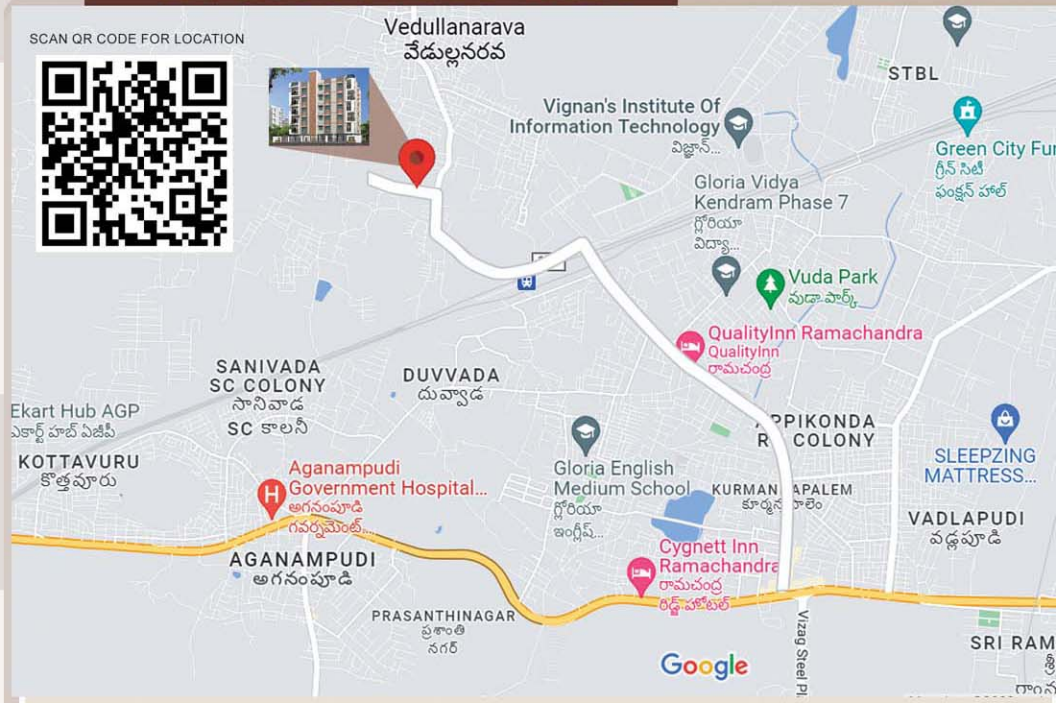 SCAN QR CODE FOR LOCATION
Vedullanarava
వేడుల్లనరవ
STBL
Vignan's Institute Of
Information Technology
విజ్ఞాన్...
Green City Fun
గ్రీన్ సిటీ
ఫంక్షన్ హాల్
Gloria Vidya
Kendram Phase 7
గ్లోరియా
విద్యా...
Vuda Park
వుడా పార్క్
QualityInn Ramachandra
QualityInn
రామచంద్ర
SANIVADA
SC COLONY
సానివాడ
SC కాలనీ
DUVVADA
దువ్వాడ
Ekart Hub AGP
ఎకార్ట్ హబ్ ఏజీపీ
KOTTAVURU
కొత్తవూరు
COLONY
SLEEPZING
MATTRESS...
Aganampudi
Government Hospital...
అగనంపూడి
గవర్నమెంట్...
Gloria English
Medium School
గ్లోరియా
ఇంగ్లీష్...
VADLAPUDI
వడ్లపూడి
AGANAMPUDI
అగనంపూడి
Cygnett Inn
Ramachandra
రామచంద్ర
రిడ్జ్ హోటల్
PRASANTHINAGAR
ప్రశాంతి
నగర్
Vizag Steel Pl
SRI RAM
Google